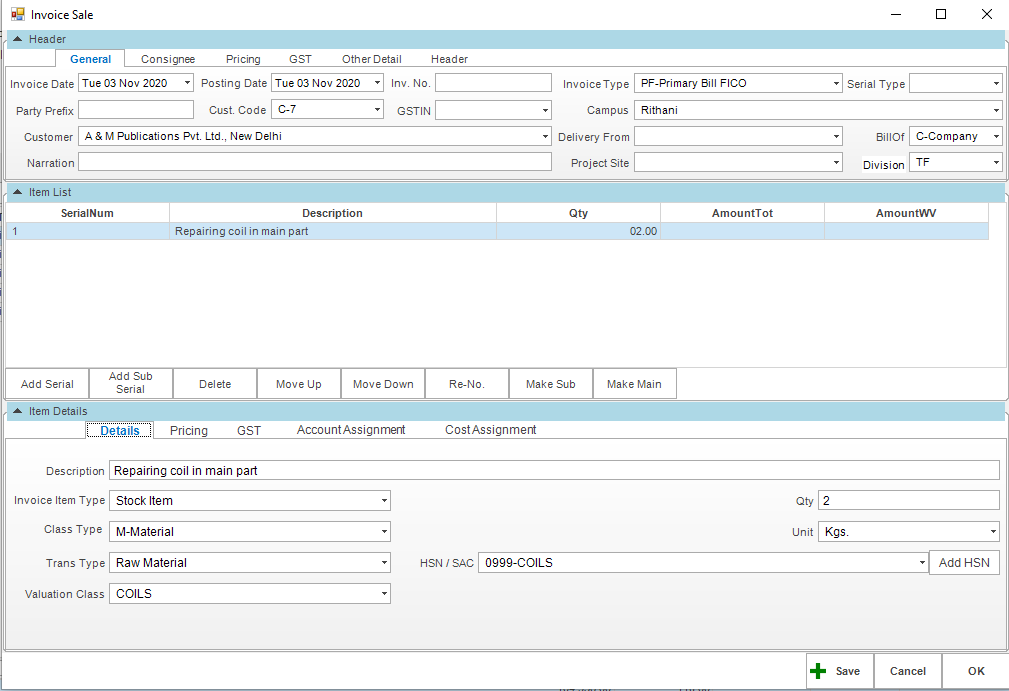 Invoice Sale
Header
General Consignee Pricing GST Other Detail Header
Invoice Date Tue 03 Nov 2020 Posting Date Tue 03 Nov 2020 Inv. No. Invoice Type PF-Primary Bill FICO Serial Type
Party Prefix Cust. Code C-7 GSTIN Campus Rithani
Customer A & M Publications Pvt. Ltd., New Delhi Delivery From BillOf C-Company
Narration Project Site Division TF
Item List
SerialNum Description Qty AmountTot AmountWV
1 Repairing coil in main part 02.00
Add Serial Add Sub Serial Delete Move Up Move Down Re-No. Make Sub Make Main
Item Details
Details Pricing GST Account Assignment Cost Assignment
Description Repairing coil in main part
Invoice Item Type Stock Item Qty 2
Class Type M-Material Unit Kgs.
Trans Type Raw Material HSN / SAC 0999-COILS Add HSN
Valuation Class COILS
Save Cancel OK